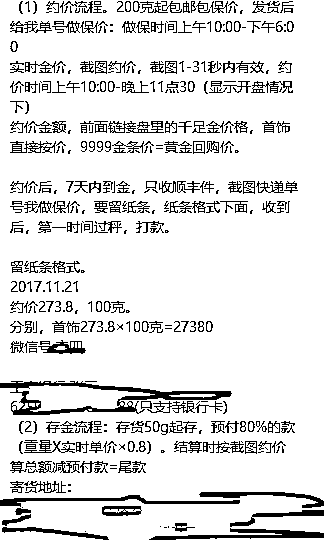 （1）约价流程。200克起包邮包保价，发货后
给我单号做保价：做保时间上午10:00-下午6:0
0
实时金价，截图约价，截图1-31秒内有效，约
价时间上午10:00-晚上11点30（显示开盘情况
下）
约价金额，前面链接盘里的千足金价格，首饰
直接按价，9999金条价=黄金回购价。
约价后，7天内到金，只收顺丰件，截图快递单
号我做保价，要留纸条，纸条格式下面，收到
后，第一时间过秤，打款。
留纸条格式。
2017.11.21
约价273.8，100克。
分别，首饰273.8×100克=27380
微信号
(只支持银行卡)
（2）存金流程：存货50g起存，预付80%的款
（重量X实时单价×0.8）。结算时按截图约价
算总额减预付款=尾款
寄货地址：